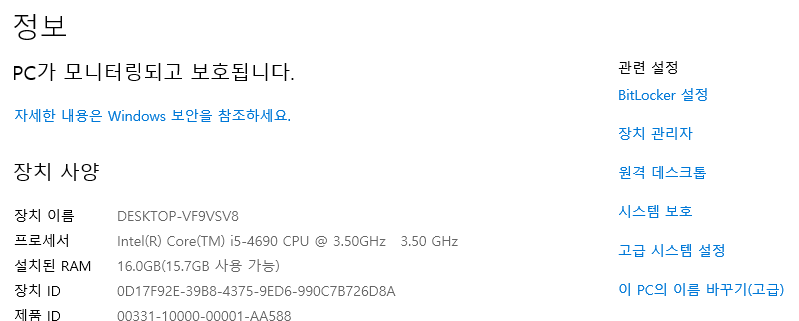 정보
PC가 모니터링되고 보호됩니다.
자세한 내용은 Windows 보안을 참조하세요.
장치 사양
장치 이름 DESKTOP-VF9VSV8
프로세서 Intel(R) Core(TM) i5-4690 CPU @ 3.50GHz 3.50 GHz
설치된 RAM 16.0GB(15.7GB 사용 가능)
장치 ID 0D17F92E-39B8-4375-9ED6-990C7B726D8A
제품 ID 00331-10000-00001-AA588
관련 설정
BitLocker 설정
장치 관리자
원격 데스크톱
시스템 보호
고급 시스템 설정
이 PC의 이름 바꾸기(고급)